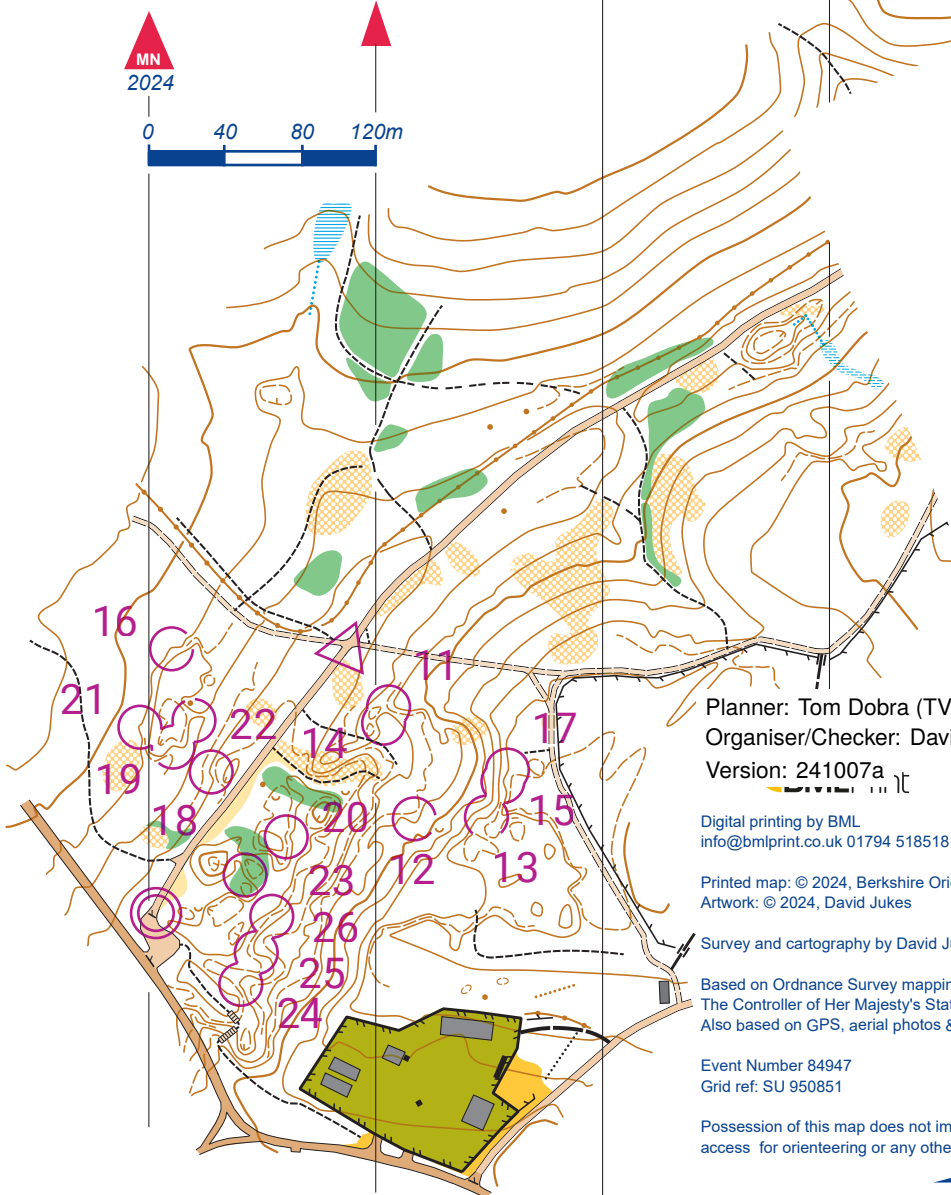 MN
2024
0 40 80 120m
16
11
21
22
17
14
19
18
20
15
12
13
23
26
25
24
Planner: Tom Dobra (TV
Organiser/Checker: Davi
Version: 241007a
Digital printing by BML
info@bmlprint.co.uk 01794 518518
Printed map: © 2024, Berkshire Orie
Artwork: © 2024, David Jukes
Survey and cartography by David J
Based on Ordnance Survey mappin
The Controller of Her Majesty's Stat
Also based on GPS, aerial photos &
Event Number 84947
Grid ref: SU 950851
Possession of this map does not im
access for orienteering or any othe